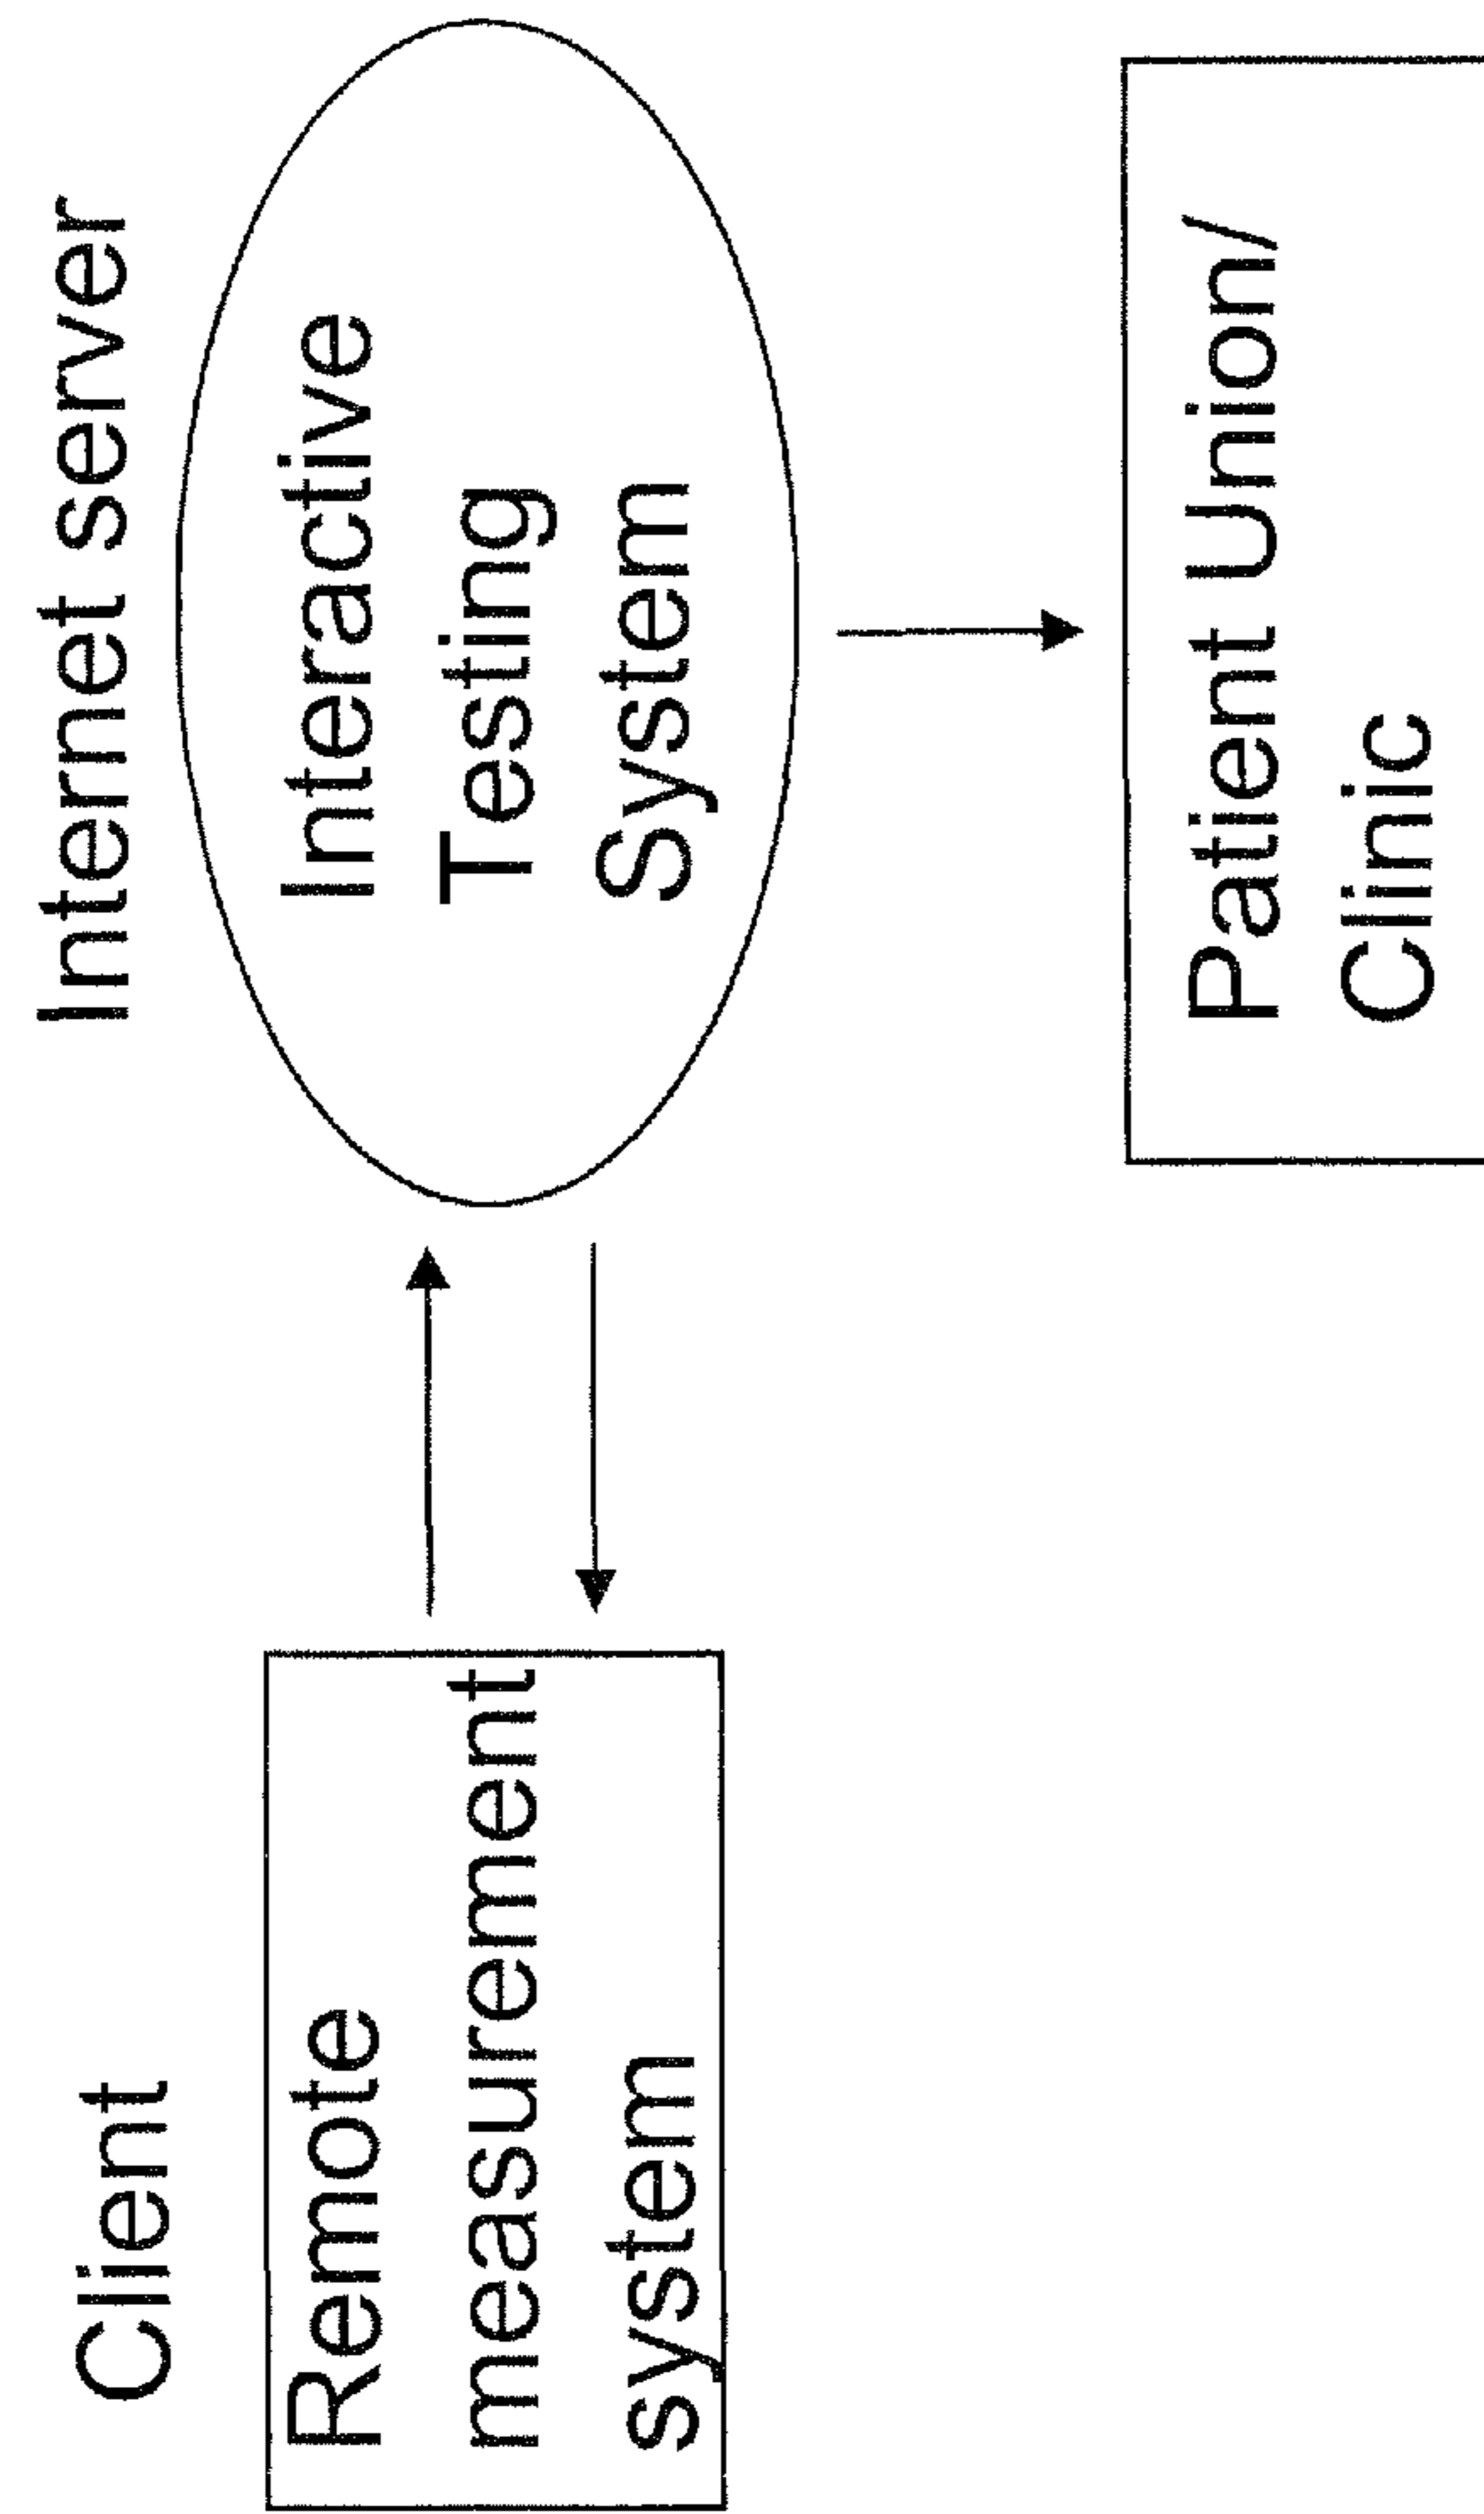 Client
Remote
measurement
system
Internet server
Interactive
Testing
System
Patient Union/
Clinic